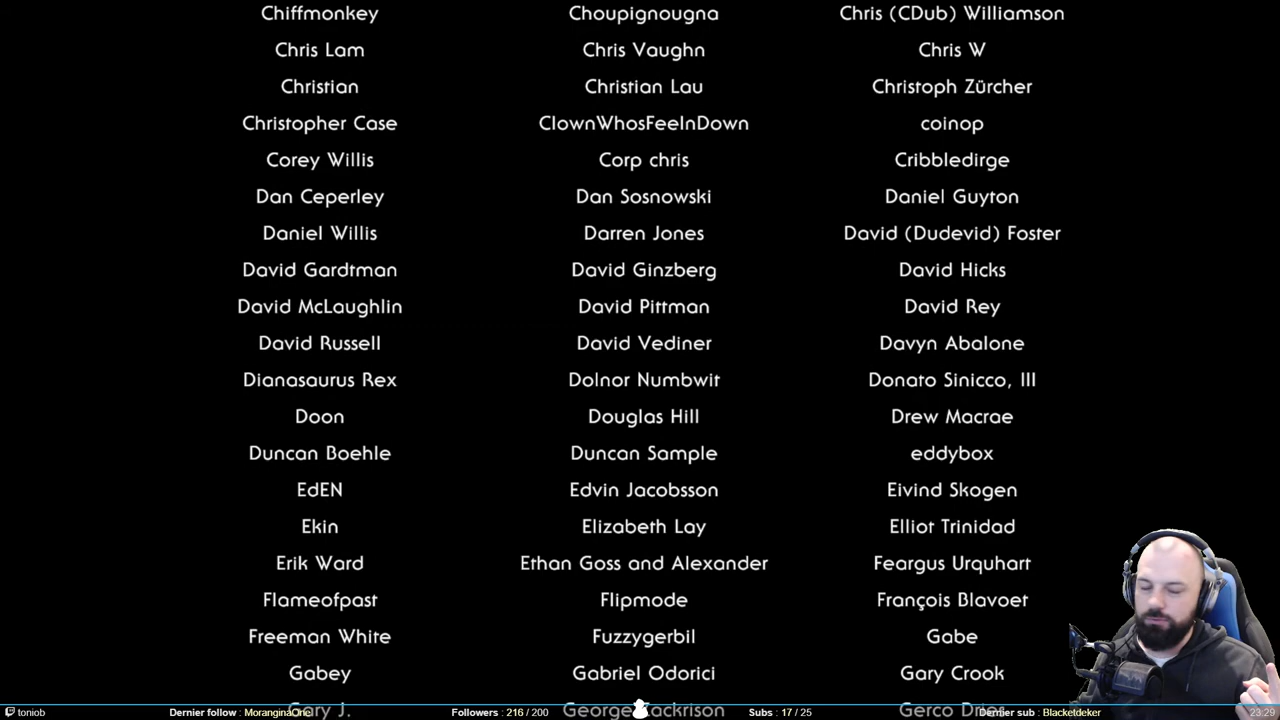 Chiffmonkey Choupignougna Chris (CDub) Williamson
Chris Lam Chris Vaughn Chris W
Christian Christian Lau Christoph Zürcher
Christopher Case ClownWhosFeelnDown coinop
Corey Willis Corp chris Cribbledirge
Dan Ceperley Dan Sosnowski Daniel Guyton
Daniel Willis Darren Jones David (Dudevid) Foster
David Gardtman David Ginzberg David Hicks
David McLaughlin David Pittman David Rey
David Russell David Vediner Davyn Abalone
Dianasaurus Rex Dolnor Numbwit Donato Sinicco, III
Doon Douglas Hill Drew Macrae
Duncan Boehle Duncan Sample eddybox
EdEN Edvin Jacobsson Eivind Skogen
Ekin Elizabeth Lay Elliot Trinidad
Erik Ward Ethan Goss and Alexander Feargus Urquhart
Flameofpast Flipmode François Blavoet
Freeman White Fuzzygerbil Gabe
Gabey Gabriel Odorici Gary Crook
Gary J. George Gerco
toniob Dernier follow : MoranginaOne Followers : 216 / 200 Subs : 17 / 25 Dernier sub : Blacketdeker 23:29